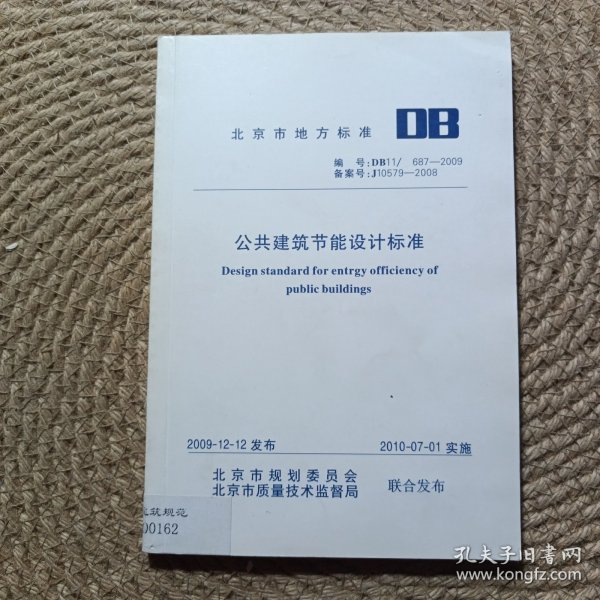 北京市地方标准 DB
编 号:DB11/ 687—2009
备案号:J10579—2008
公共建筑节能设计标准
Design standard for entrgy officiency of
public buildings
2009-12-12 发布 2010-07-01 实施
北京市规划委员会
北京市质量技术监督局 联合发布
筑规范
00162
孔夫子旧书网
www.kongfz.com